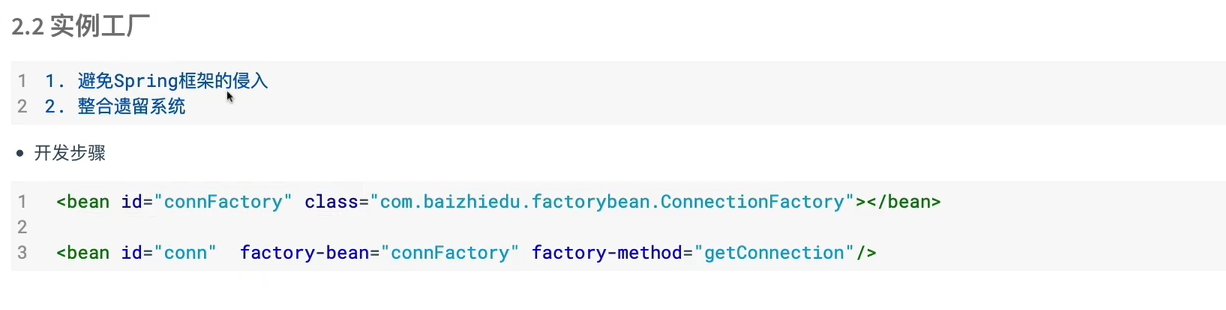 2.2 实例工厂
1 1. 避免Spring框架的侵入
2 2. 整合遗留系统
• 开发步骤
1 <bean id="connFactory" class="com.baizhiedu.factorybean.ConnectionFactory"></bean>
2
3 <bean id="conn"  factory-bean="connFactory" factory-method="getConnection"/>